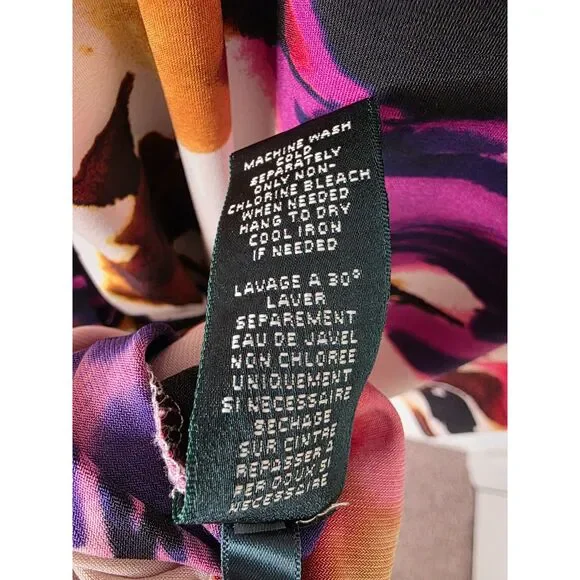 MACHINE WASH
COLD
SEPARATELY
ONLY NON-
CHLORINE BLEACH
WHEN NEEDED
HANG TO DRY
COOL IRON
IF NEEDED
LAVAGE A 30°
LAVER
SEPAREMENT
EAU DE JAVEL
NON CHLOREE
UNIQUEMENT
SI NECESSAIRE
SECHAGE
SUR CINTRE
REPASSER A
FER DOUX SI
NECESSAIRE